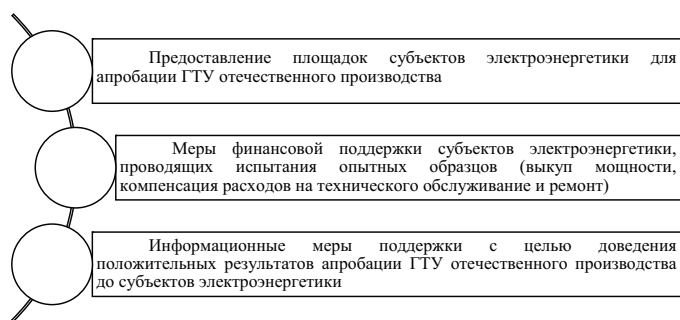 Предоставление площадок субъектов электроэнергетики для
апробации ГТУ отечественного производства
Меры финансовой поддержки субъектов электроэнергетики,
проводящих испытания опытных образцов (выкуп мощности,
компенсация расходов на технического обслуживание и ремонт)
Информационные меры поддержки с целью доведения
положительных результатов апробации ГТУ отечественного производства
до субъектов электроэнергетики